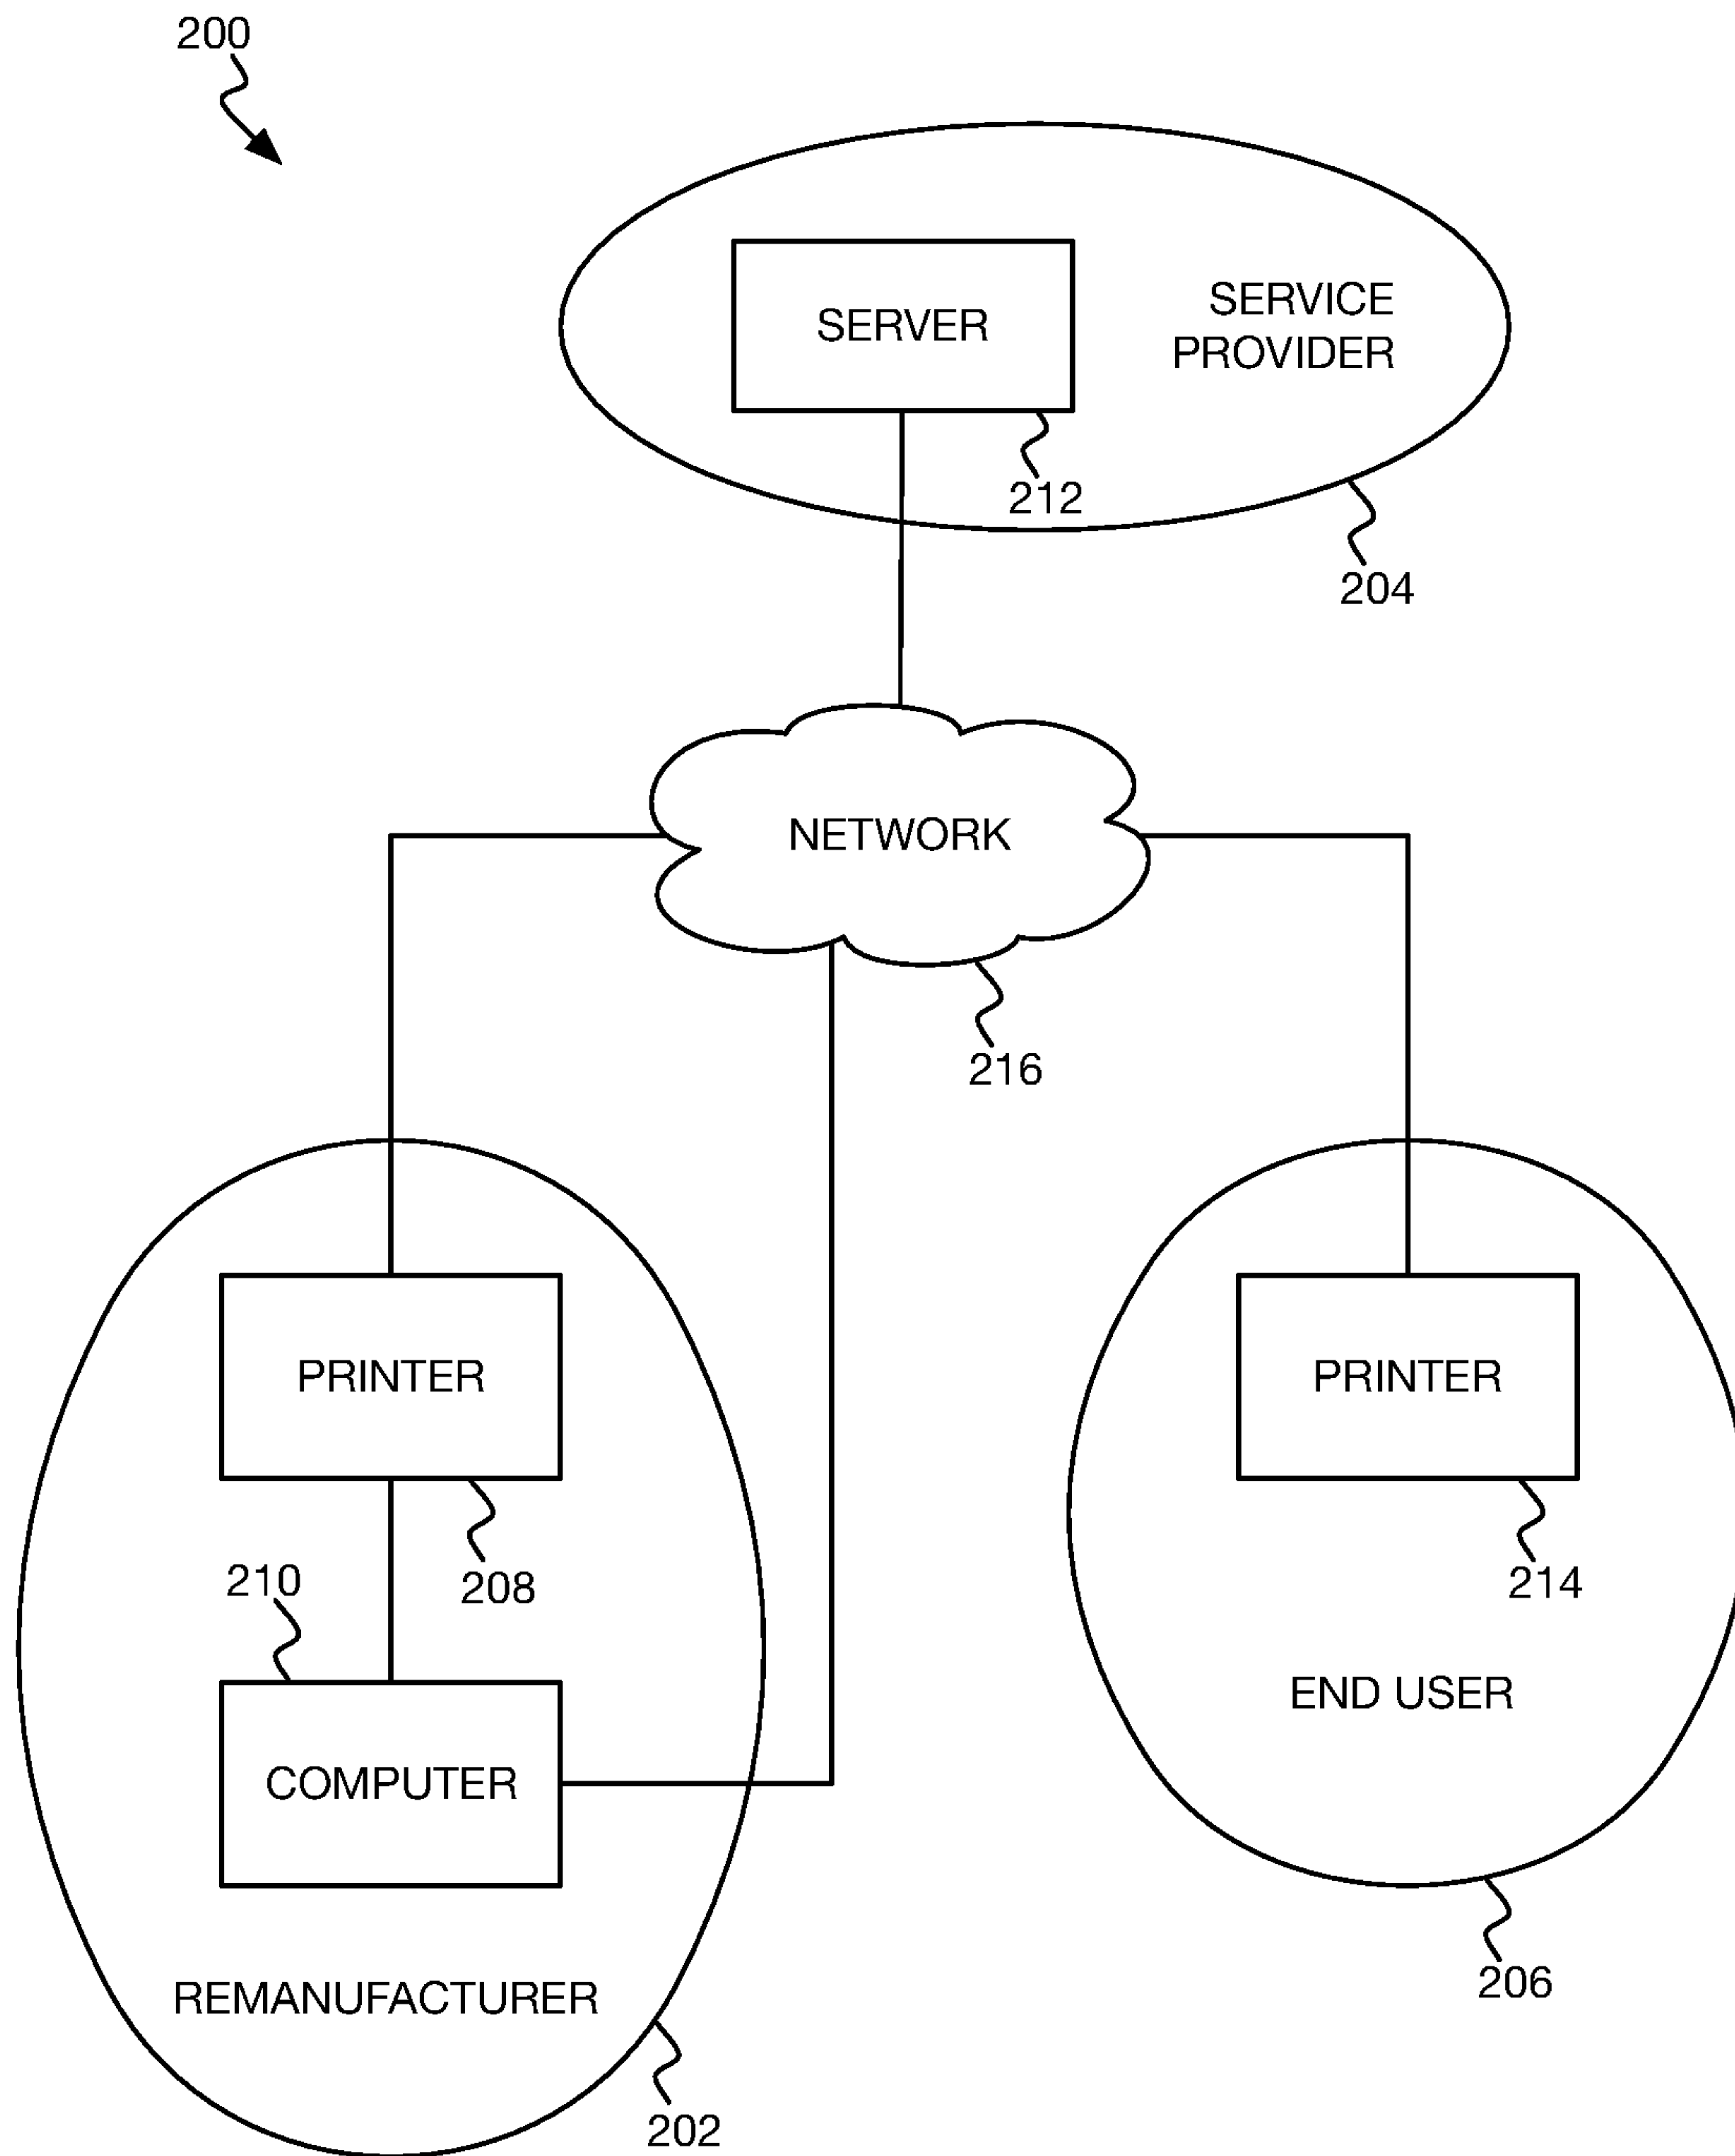 200
SERVER
SERVICE
PROVIDER
212
204
NETWORK
216
PRINTER
PRINTER
210
208
214
END USER
COMPUTER
REMANUFACTURER
206
202